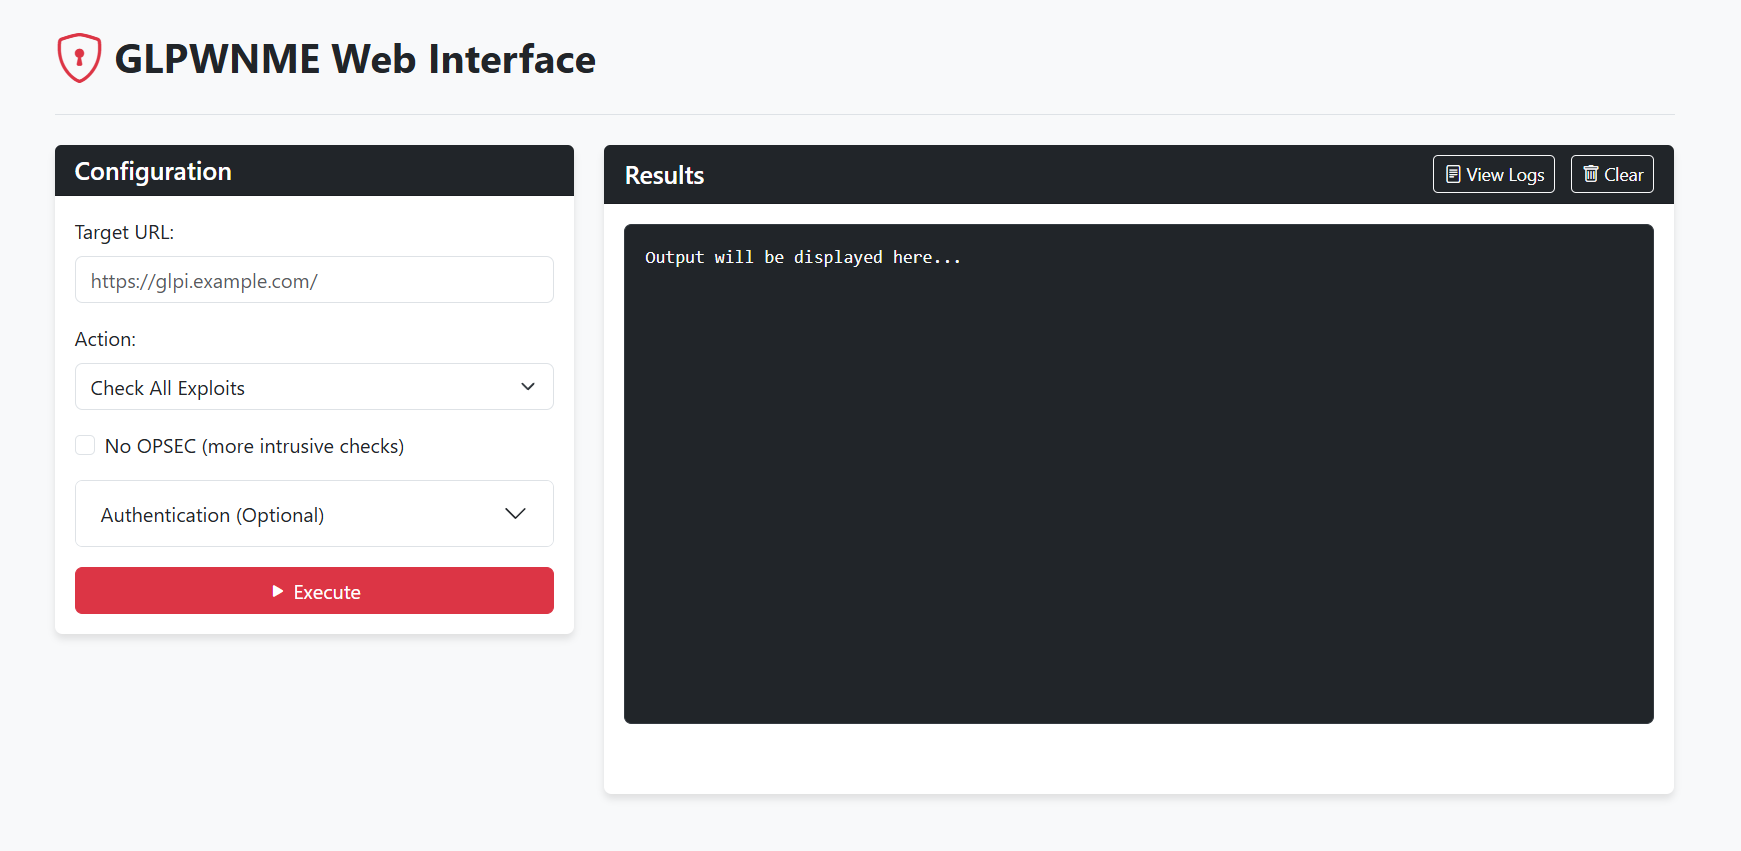 GLPWNME Web Interface
Configuration
Target URL:
https://glpi.example.com/
Action:
Check All Exploits
No OPSEC (more intrusive checks)
Authentication (Optional)
Execute
Results
View Logs
Clear
Output will be displayed here...